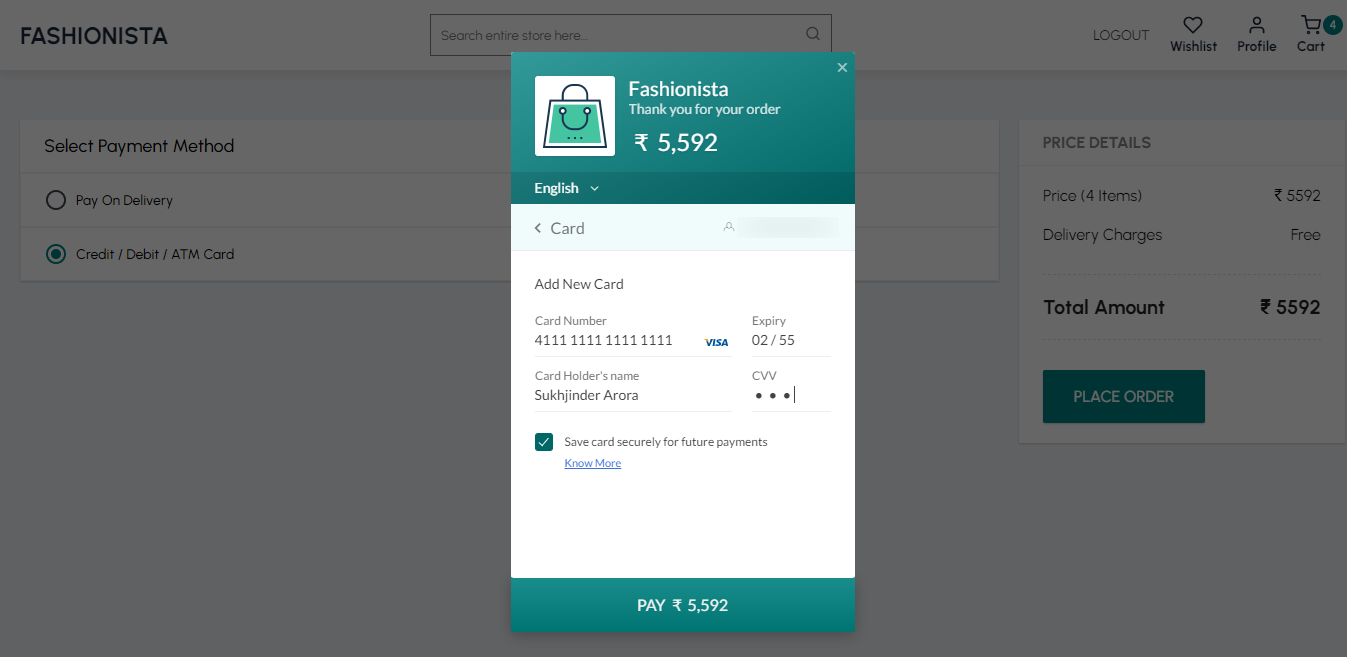 FASHIONISTA
Search entire store here...
LOGOUT
Wishlist
Profile
Cart
4
Select Payment Method
Pay On Delivery
Credit / Debit / ATM Card
Fashionista
Thank you for your order
₹ 5,592
English
Card
Add New Card
Card Number
4111 1111 1111 1111
VISA
Expiry
02 / 55
Card Holder's name
Sukhjinder Arora
CVV
Save card securely for future payments
Know More
PAY ₹ 5,592
PRICE DETAILS
Price (4 Items) ₹ 5592
Delivery Charges Free
Total Amount ₹ 5592
PLACE ORDER